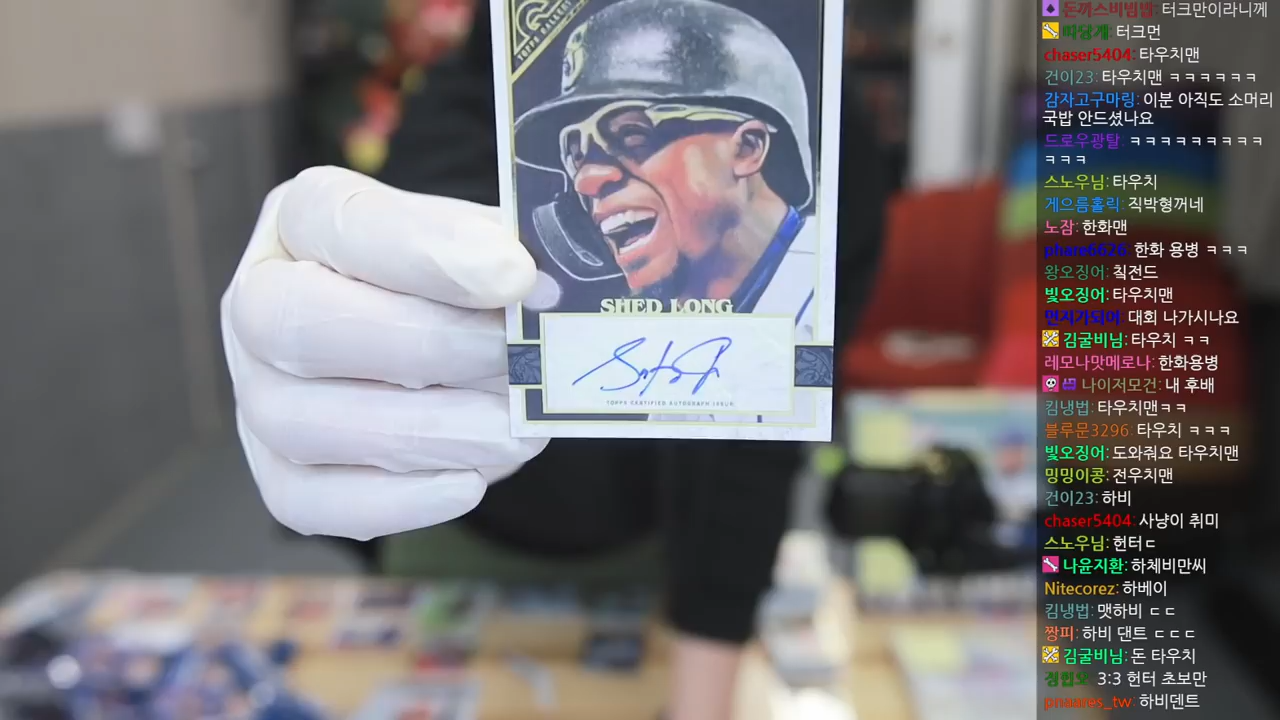 TOPPS GALLERY
SHED LONG
TOPPS CERTIFIED AUTOGRAPH ISSUE
돈까스비빔밥: 터크만이라니께
따당개: 터크먼
chaser5404: 타우치맨
건이23: 타우치맨 ㅋㅋㅋㅋㅋㅋ
감자고구마링: 이분 아직도 소머리
국밥 안드셨나요
드로우광탈: ㅋㅋㅋㅋㅋㅋㅋㅋㅋ
ㅋㅋㅋ
스노우님: 타우치
게으름홀릭: 직박형꺼네
노잠: 한화맨
phare6626: 한화 용병 ㅋㅋㅋ
왕오징어: 칰전드
빛오징어: 타우치맨
먼지가되어: 대회 나가시나요
김굴비님: 타우치 ㅋㅋ
레모나맛메로나: 한화용병
나이저모건: 내 후배
킴냉법: 타우치맨ㅋㅋ
블루문3296: 타우치 ㅋㅋㅋ
빛오징어: 도와줘요 타우치맨
밍밍이콩: 전우치맨
건이23: 하비
chaser5404: 사냥이 취미
스노우님: 헌터ㄷ
나윤지환: 하체비만씨
Nitecorez: 하베이
킴냉법: 맷하비 ㄷㄷ
짱피: 하비 댄트 ㄷㄷㄷ
김굴비님: 돈 타우치
3:3 헌터 초보만
하비덴트